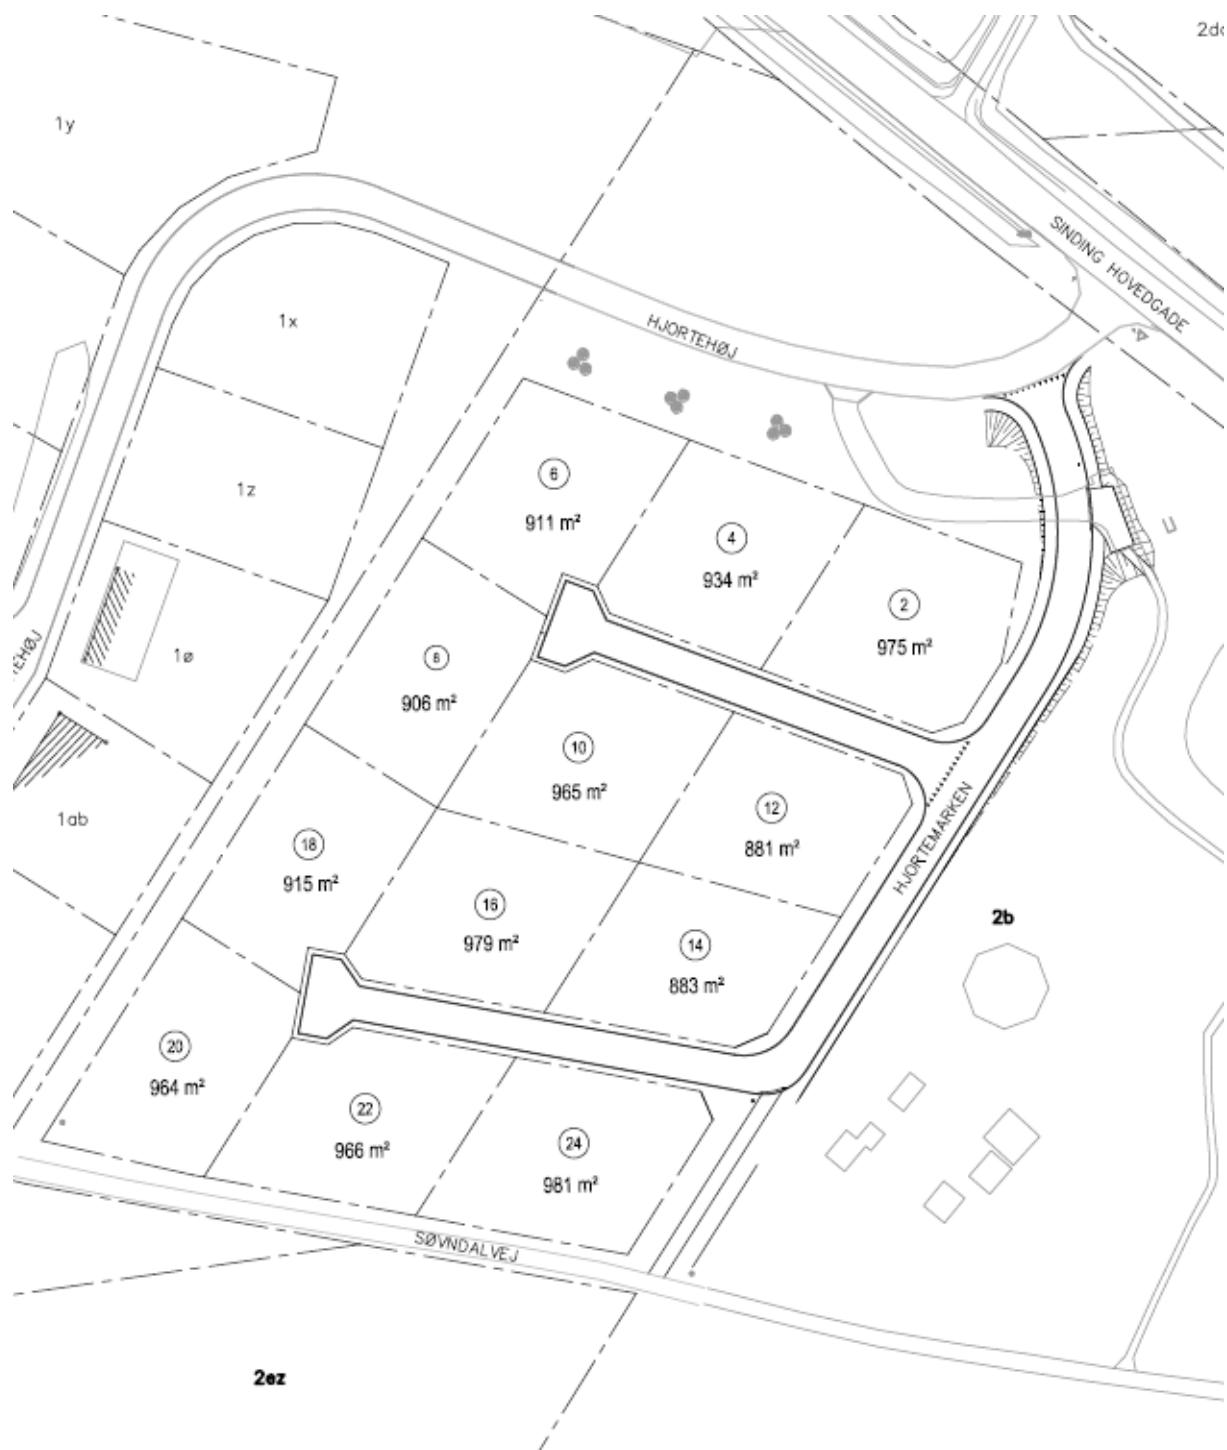 2dc
1y
SINDING HOVEDGADE
1x
HJORTEHØJ
6
911 m²
1z
4
934 m²
2
975 m²
1ø
8
906 m²
TEHØJ
10
965 m²
12
881 m²
HJORTEMARKEN
1ab
18
915 m²
16
979 m²
2b
14
883 m²
20
964 m²
22
966 m²
24
981 m²
SØVNDALVEJ
2ez